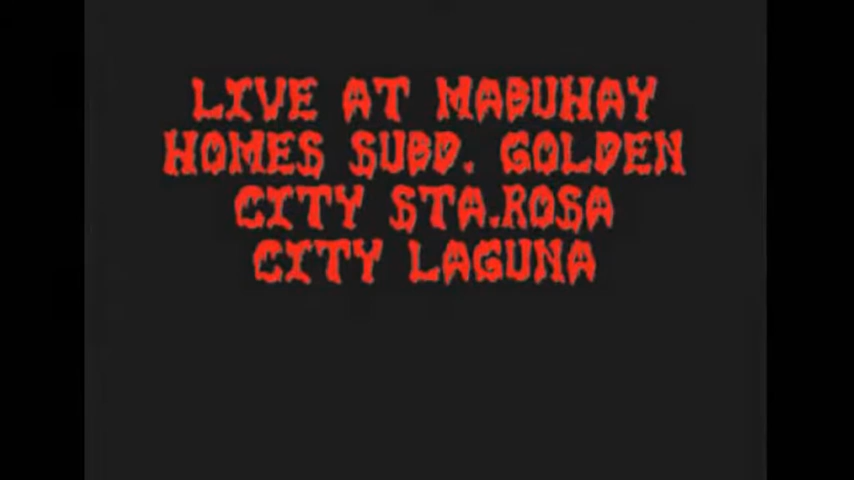 LIVE AT MABUHAY
HOMES SUBD. GOLDEN
CITY STA.ROSA
CITY LAGUNA